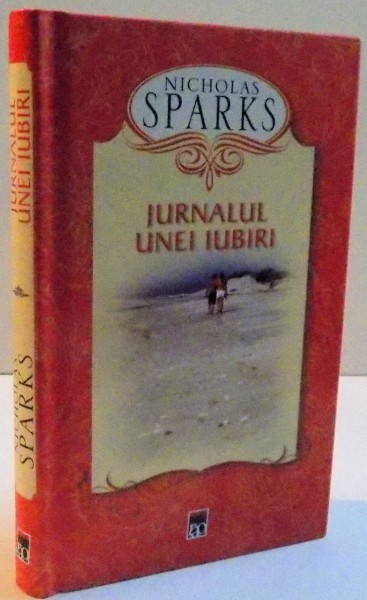 NICHOLAS
SPARKS
JURNALUL
UNEI IUBIRI
JURNALUL
UNEI IUBIRI
NICHOLAS
SPARKS